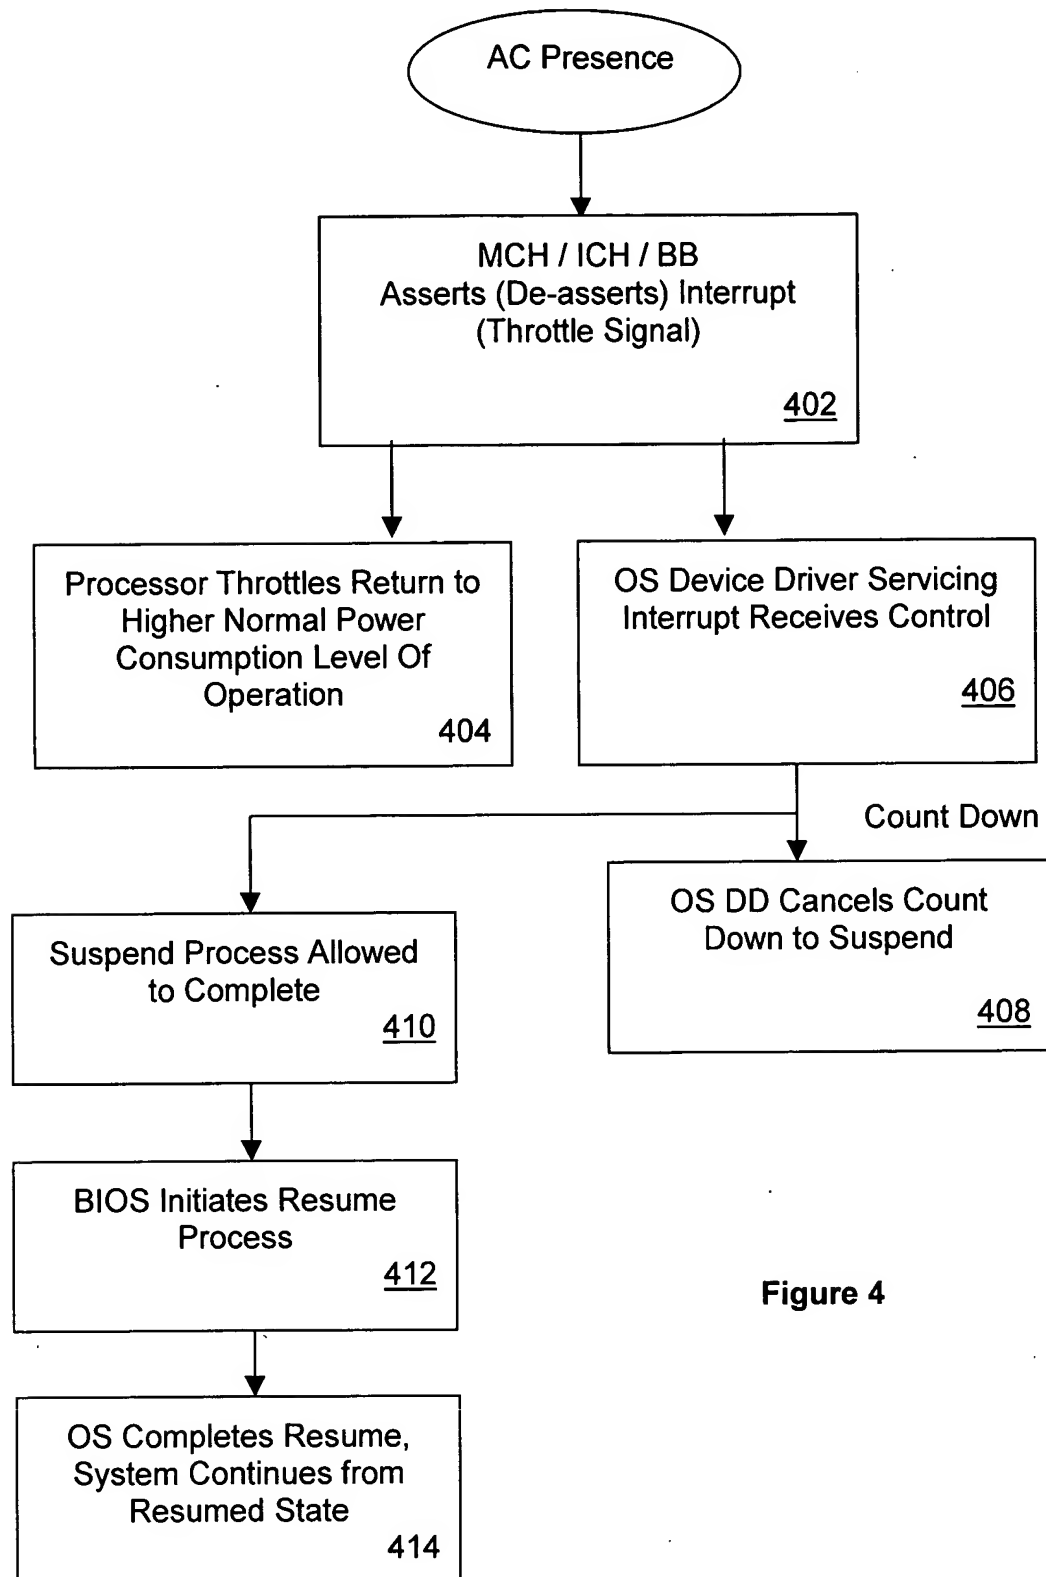 AC Presence
MCH / ICH / BB
Asserts (De-asserts) Interrupt
(Throttle Signal)
402
Processor Throttles Return to
Higher Normal Power
Consumption Level Of
Operation
404
OS Device Driver Servicing
Interrupt Receives Control
406
Count Down
OS DD Cancels Count
Down to Suspend
408
Suspend Process Allowed
to Complete
410
BIOS Initiates Resume
Process
412
Figure 4
OS Completes Resume,
System Continues from
Resumed State
414